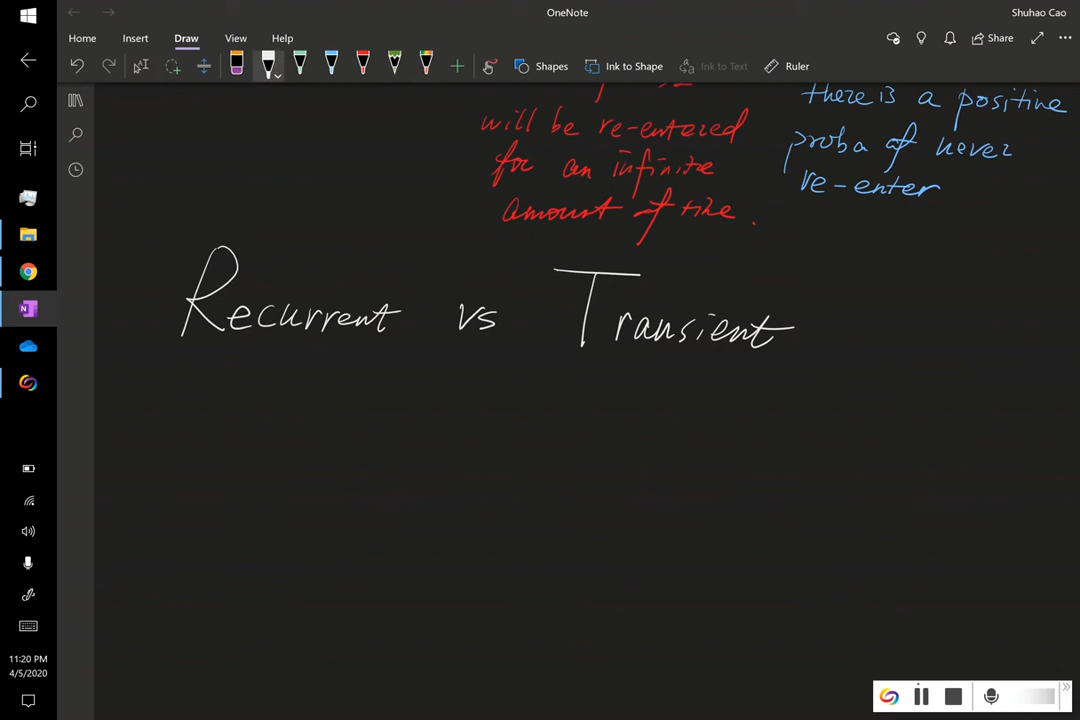 OneNote
Shuhao Cao
Home Insert Draw View Help
Share
Shapes
Ink to Shape
Ink to Text
Ruler
will be re-entered
for an infinite
amount of time.
there is a positive
proba of never
re-enter
Recurrent vs Transient
11:20 PM
4/5/2020